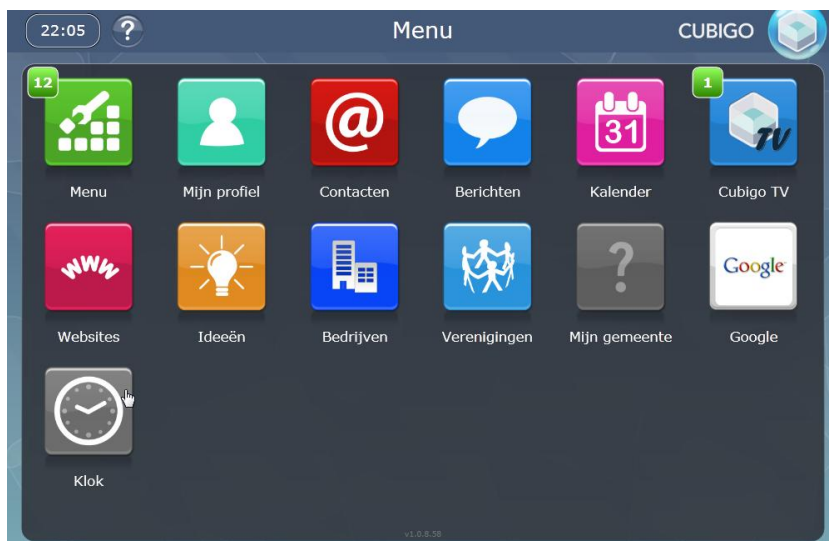 22:05 ? Menu CUBIGO
12 @ 31 1 TV
Menu Mijn profiel Contacten Berichten Kalender Cubigo TV
www ? Google
Websites Ideeën Bedrijven Verenigingen Mijn gemeente Google
Klok
v1.0.8.58